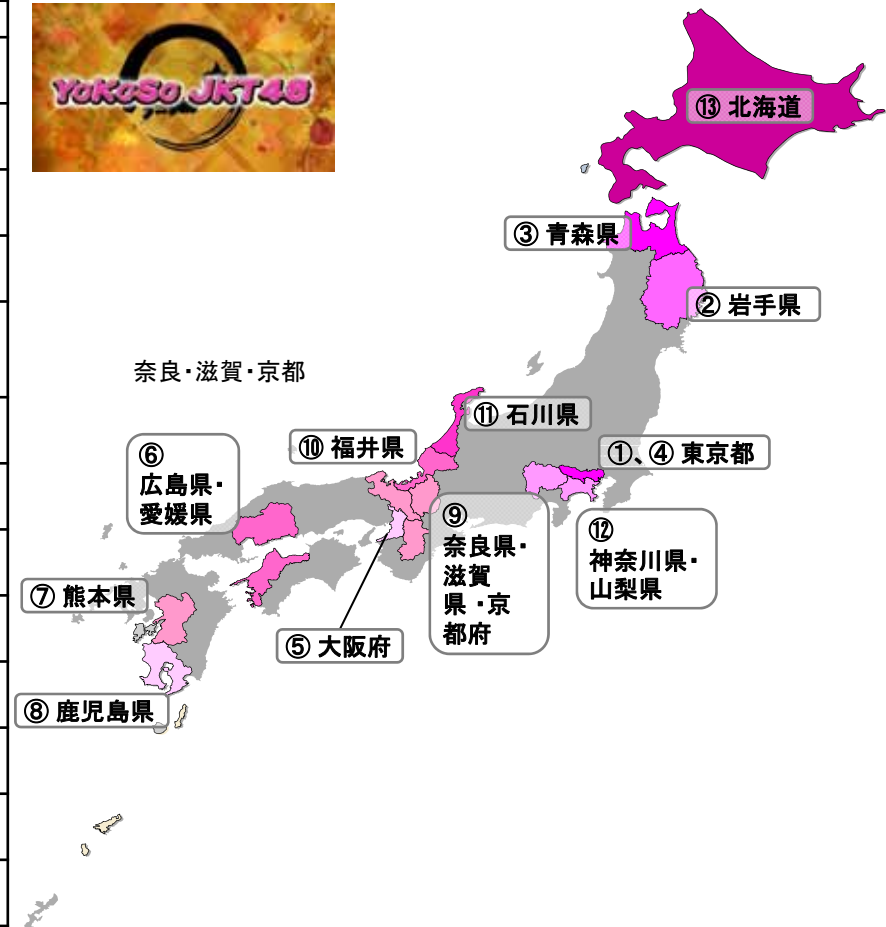 YoKoSo JKT48
⑬ 北海道
③ 青森県
② 岩手県
奈良・滋賀・京都
⑪ 石川県
⑩ 福井県
①、④ 東京都
⑥
広島県・
愛媛県
⑨
奈良県・
滋賀
県 ・京
都府
⑫
神奈川県・
山梨県
⑦ 熊本県
⑤ 大阪府
⑧ 鹿児島県